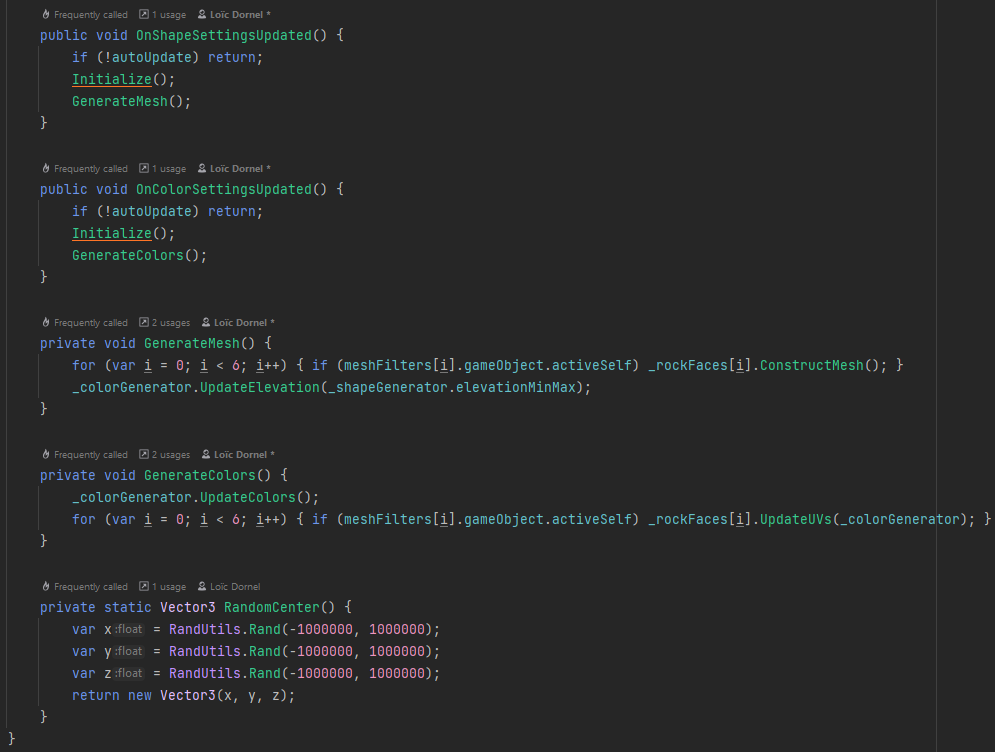 Frequently called 1 usage Loïc Dornel *
public void OnShapeSettingsUpdated() {
    if (!autoUpdate) return;
    Initialize();
    GenerateMesh();
}
Frequently called 1 usage Loïc Dornel *
public void OnColorSettingsUpdated() {
    if (!autoUpdate) return;
    Initialize();
    GenerateColors();
}
Frequently called 2 usages Loïc Dornel *
private void GenerateMesh() {
    for (var i = 0; i < 6; i++) { if (meshFilters[i].gameObject.activeSelf) _rockFaces[i].ConstructMesh(); }
    _colorGenerator.UpdateElevation(_shapeGenerator.elevationMinMax);
}
Frequently called 2 usages Loïc Dornel *
private void GenerateColors() {
    _colorGenerator.UpdateColors();
    for (var i = 0; i < 6; i++) { if (meshFilters[i].gameObject.activeSelf) _rockFaces[i].UpdateUVs(_colorGenerator); }
}
Frequently called 1 usage Loïc Dornel
private static Vector3 RandomCenter() {
    var x :float = RandUtils.Rand(-1000000, 1000000);
    var y :float = RandUtils.Rand(-1000000, 1000000);
    var z :float = RandUtils.Rand(-1000000, 1000000);
    return new Vector3(x, y, z);
}
}